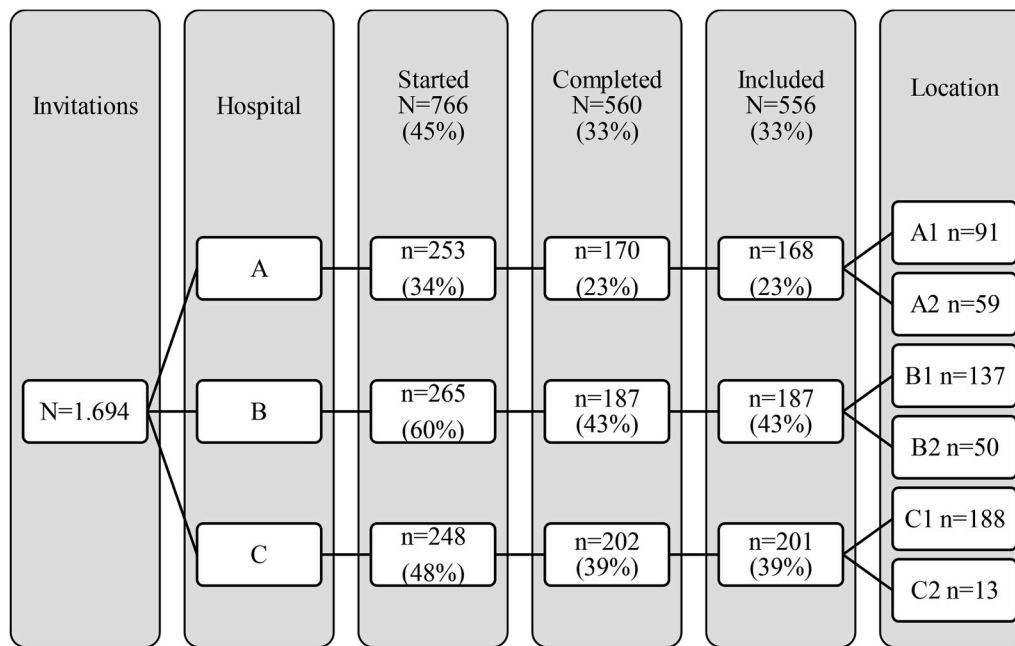 Invitations
Hospital
Started
N=766
(45%)
Completed
N=560
(33%)
Included
N=556
(33%)
Location
N=1.694
A
n=253
(34%)
n=170
(23%)
n=168
(23%)
A1 n=91
A2 n=59
B
n=265
(60%)
n=187
(43%)
n=187
(43%)
B1 n=137
B2 n=50
C
n=248
(48%)
n=202
(39%)
n=201
(39%)
C1 n=188
C2 n=13